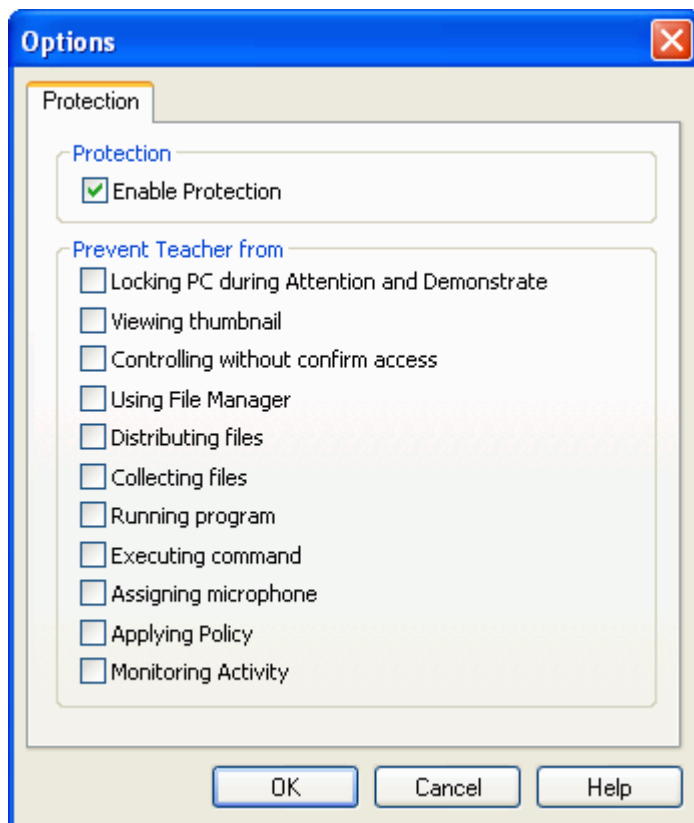 Options
Protection
Protection
Enable Protection
Prevent Teacher from
Locking PC during Attention and Demonstrate
Viewing thumbnail
Controlling without confirm access
Using File Manager
Distributing files
Collecting files
Running program
Executing command
Assigning microphone
Applying Policy
Monitoring Activity
OK Cancel Help